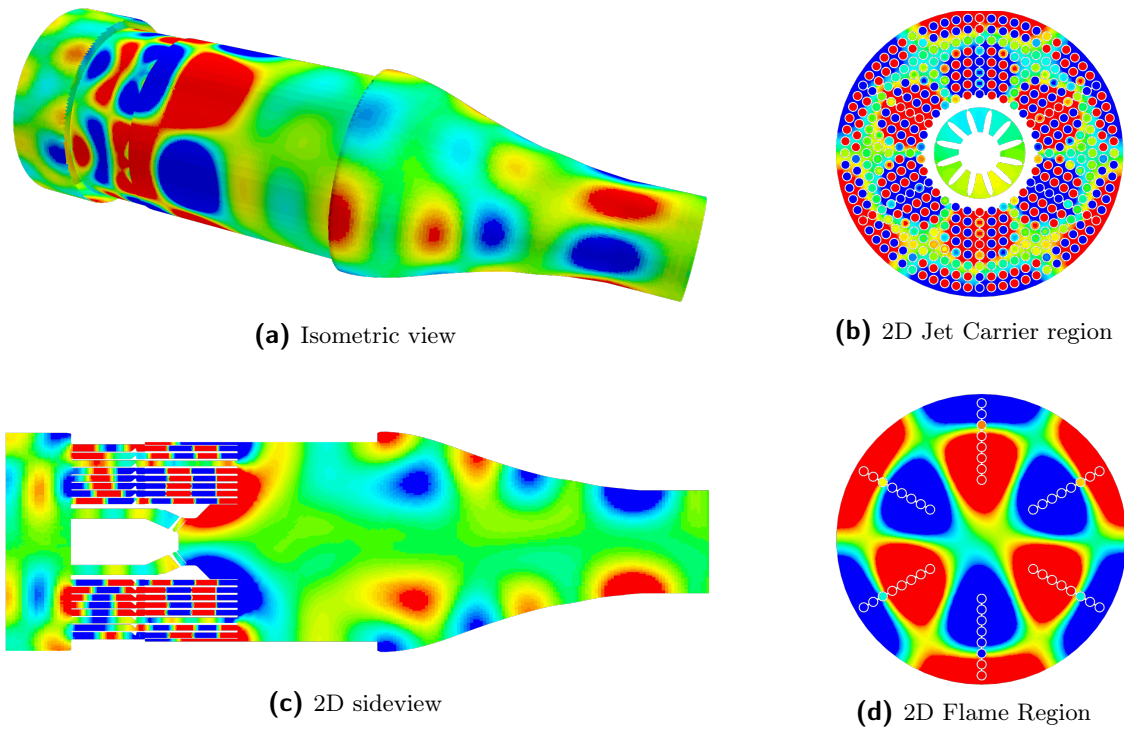 (a) Isometric view
(b) 2D Jet Carrier region
(c) 2D sideview
(d) 2D Flame Region